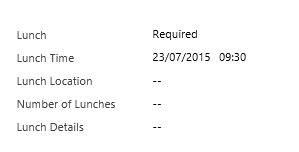 Lunch Required
Lunch Time 23/07/2015 09:30
Lunch Location --
Number of Lunches --
Lunch Details --